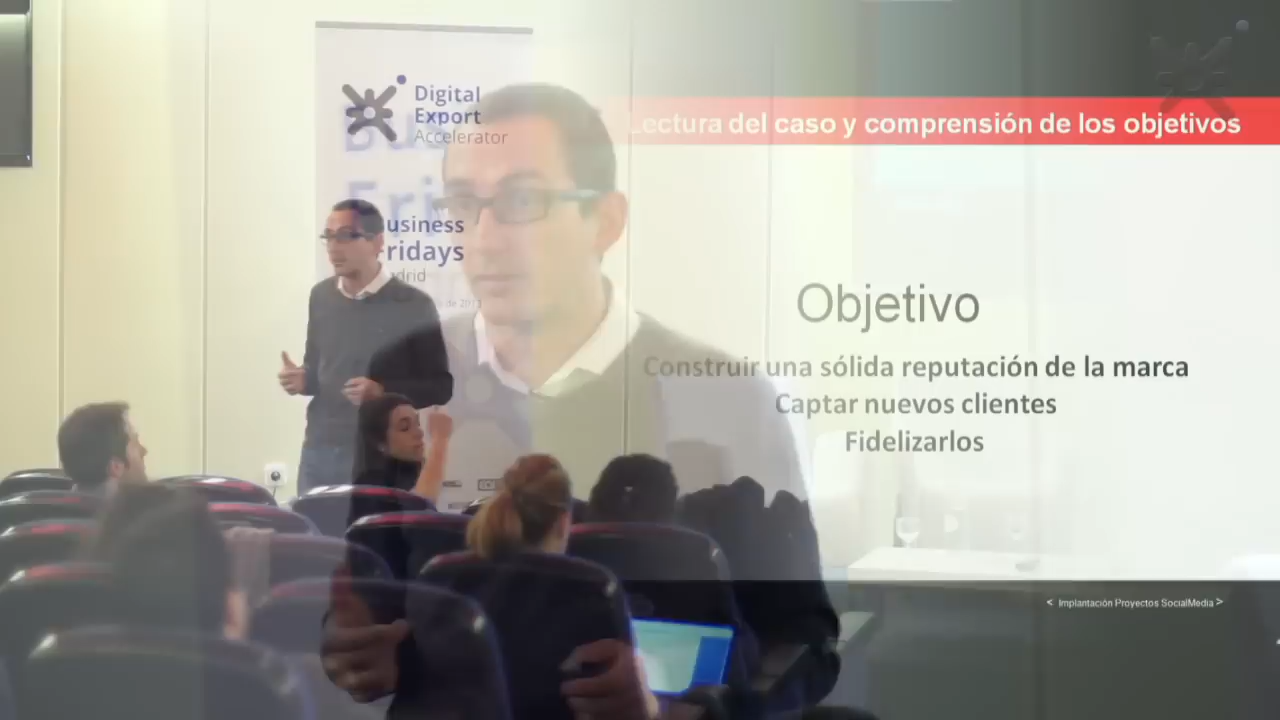 Digital
Export
Accelerator
Lectura del caso y comprensión de los objetivos
usiness
ridays
drid
Objetivo
Construir una sólida reputación de la marca
Captar nuevos clientes
Fidelizarlos
< Implantación Proyectos SocialMedia >